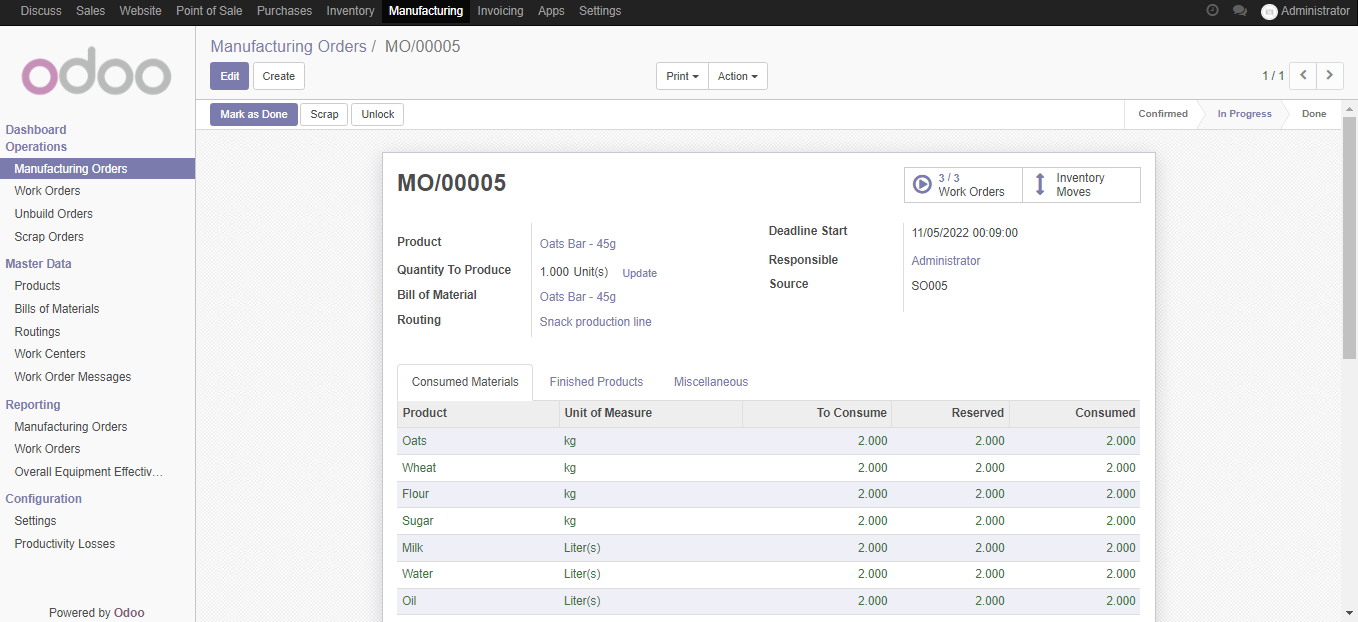 Discuss Sales Website Point of Sale Purchases Inventory Manufacturing Invoicing Apps Settings Administrator
odoo
Manufacturing Orders / MO/00005
Edit Create Print Action 1 / 1
Mark as Done Scrap Unlock Confirmed In Progress Done
Dashboard
Operations
Manufacturing Orders
Work Orders
Unbuild Orders
Scrap Orders
Master Data
Products
Bills of Materials
Routings
Work Centers
Work Order Messages
Reporting
Manufacturing Orders
Work Orders
Overall Equipment Effectiv...
Configuration
Settings
Productivity Losses
Powered by Odoo
MO/00005
3 / 3
Work Orders
Inventory
Moves
Product Oats Bar - 45g
Quantity To Produce 1.000 Unit(s) Update
Bill of Material Oats Bar - 45g
Routing Snack production line
Deadline Start 11/05/2022 00:09:00
Responsible Administrator
Source SO005
Consumed Materials Finished Products Miscellaneous
Product Unit of Measure To Consume Reserved Consumed
Oats kg 2.000 2.000 2.000
Wheat kg 2.000 2.000 2.000
Flour kg 2.000 2.000 2.000
Sugar kg 2.000 2.000 2.000
Milk Liter(s) 2.000 2.000 2.000
Water Liter(s) 2.000 2.000 2.000
Oil Liter(s) 2.000 2.000 2.000